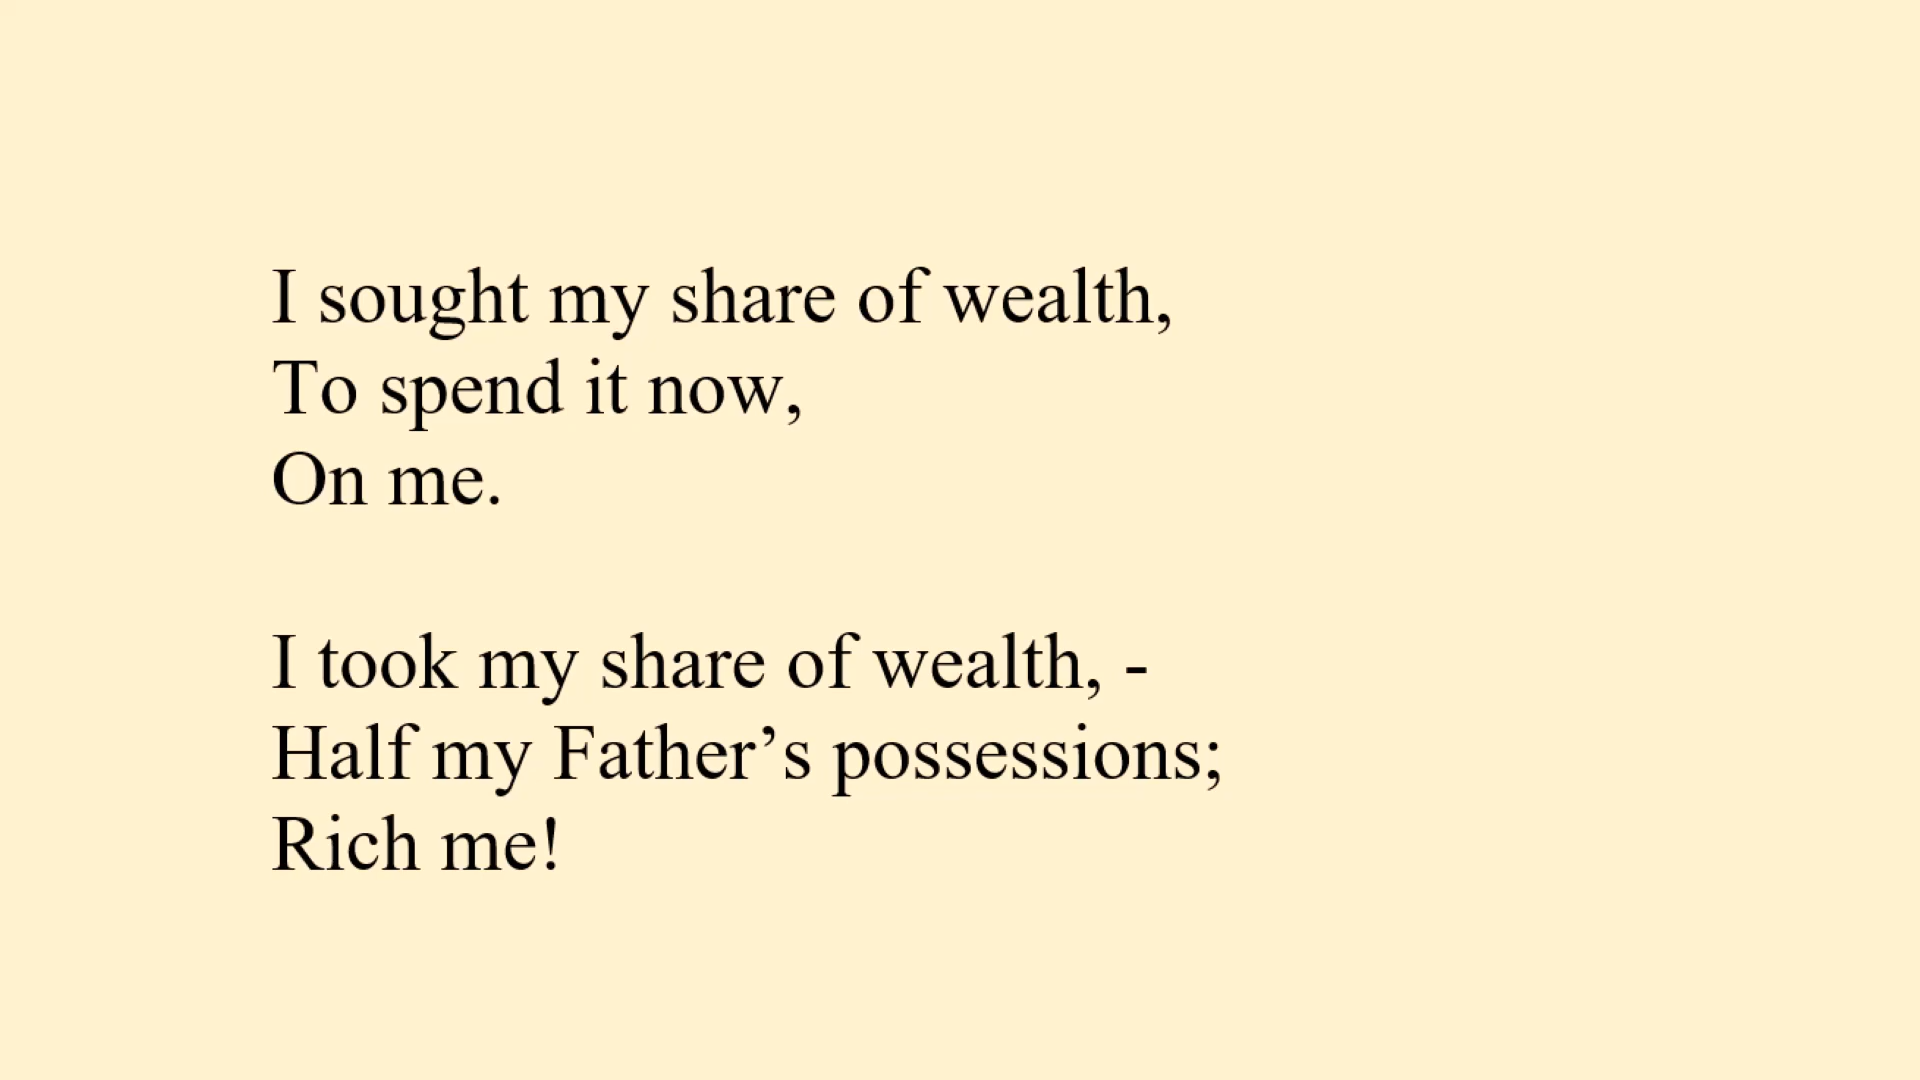 I sought my share of wealth,
To spend it now,
On me.

I took my share of wealth, -
Half my Father’s possessions;
Rich me!